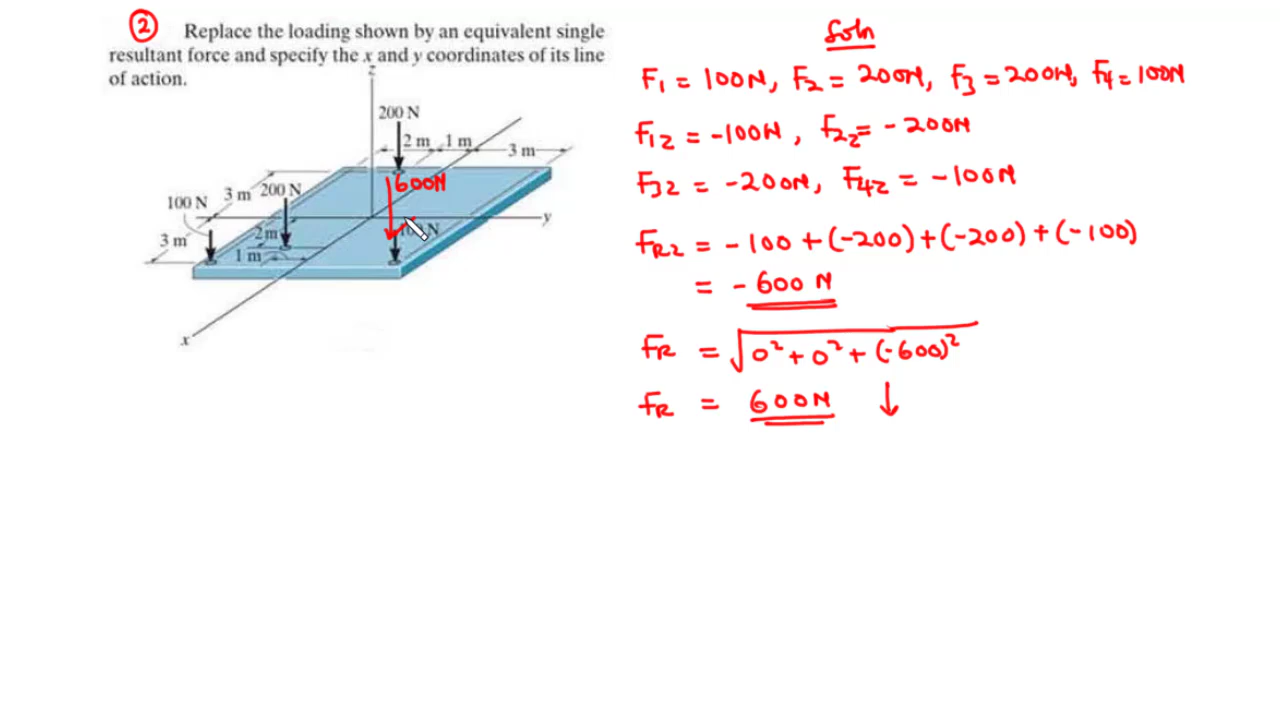 ② Replace the loading shown by an equivalent single
resultant force and specify the x and y coordinates of its line
of action.
z
200 N
2 m 1 m
3 m
600N
3 m 200 N
100 N
y
3 m
2 m
1 m
x
Soln
F1 = 100N, F2 = 200N, F3 = 200N, F4 = 100N
F1z = -100N, F2z = -200N
F3z = -200N, F4z = -100N
FRz = -100 + (-200) + (-200) + (-100)
= -600 N
FR = √0² + 0² + (-600)²
FR = 600N ↓